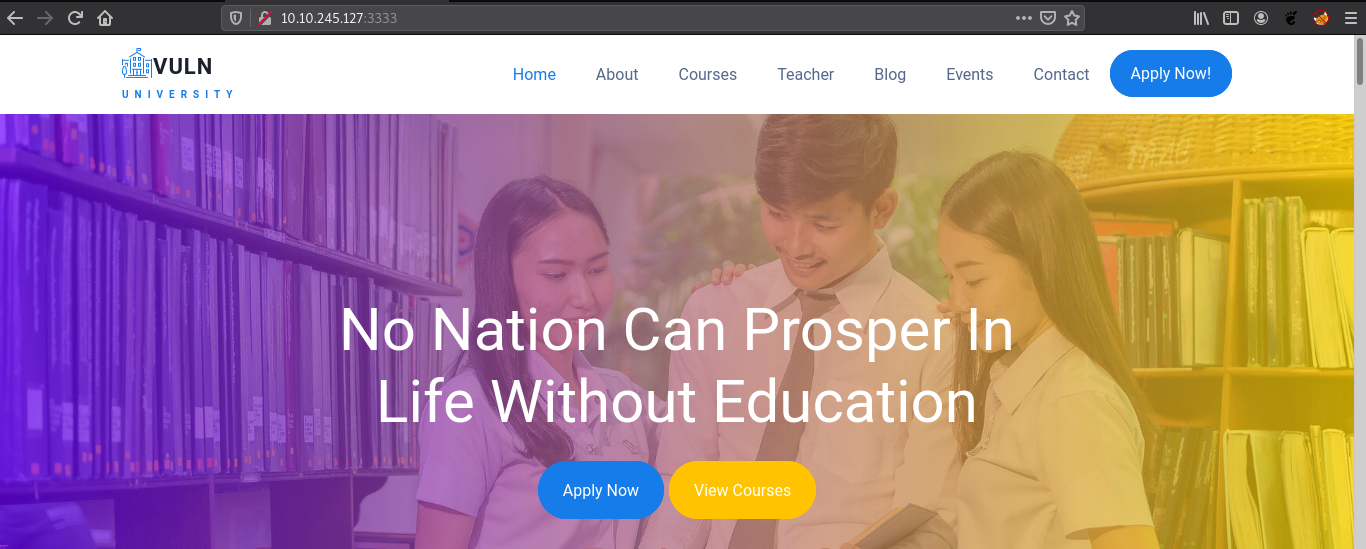 10.10.245.127:3333
VULN
UNIVERSITY
Home About Courses Teacher Blog Events Contact Apply Now!
No Nation Can Prosper In
Life Without Education
Apply Now View Courses